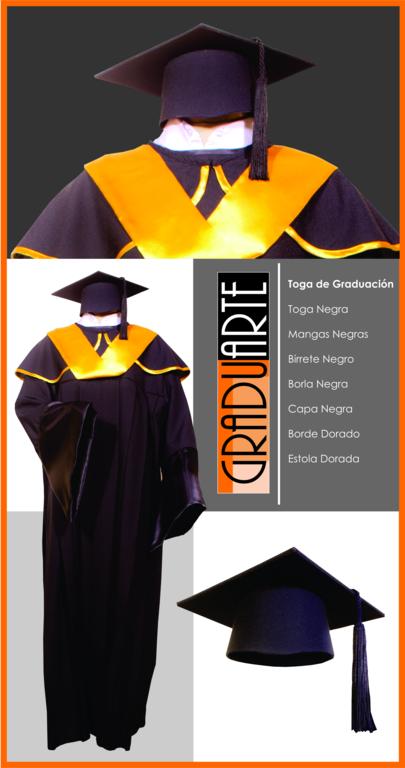 GRADUARTE
Toga de Graduación
Toga Negra
Mangas Negras
Birrete Negro
Borla Negra
Capa Negra
Borde Dorado
Estola Dorada